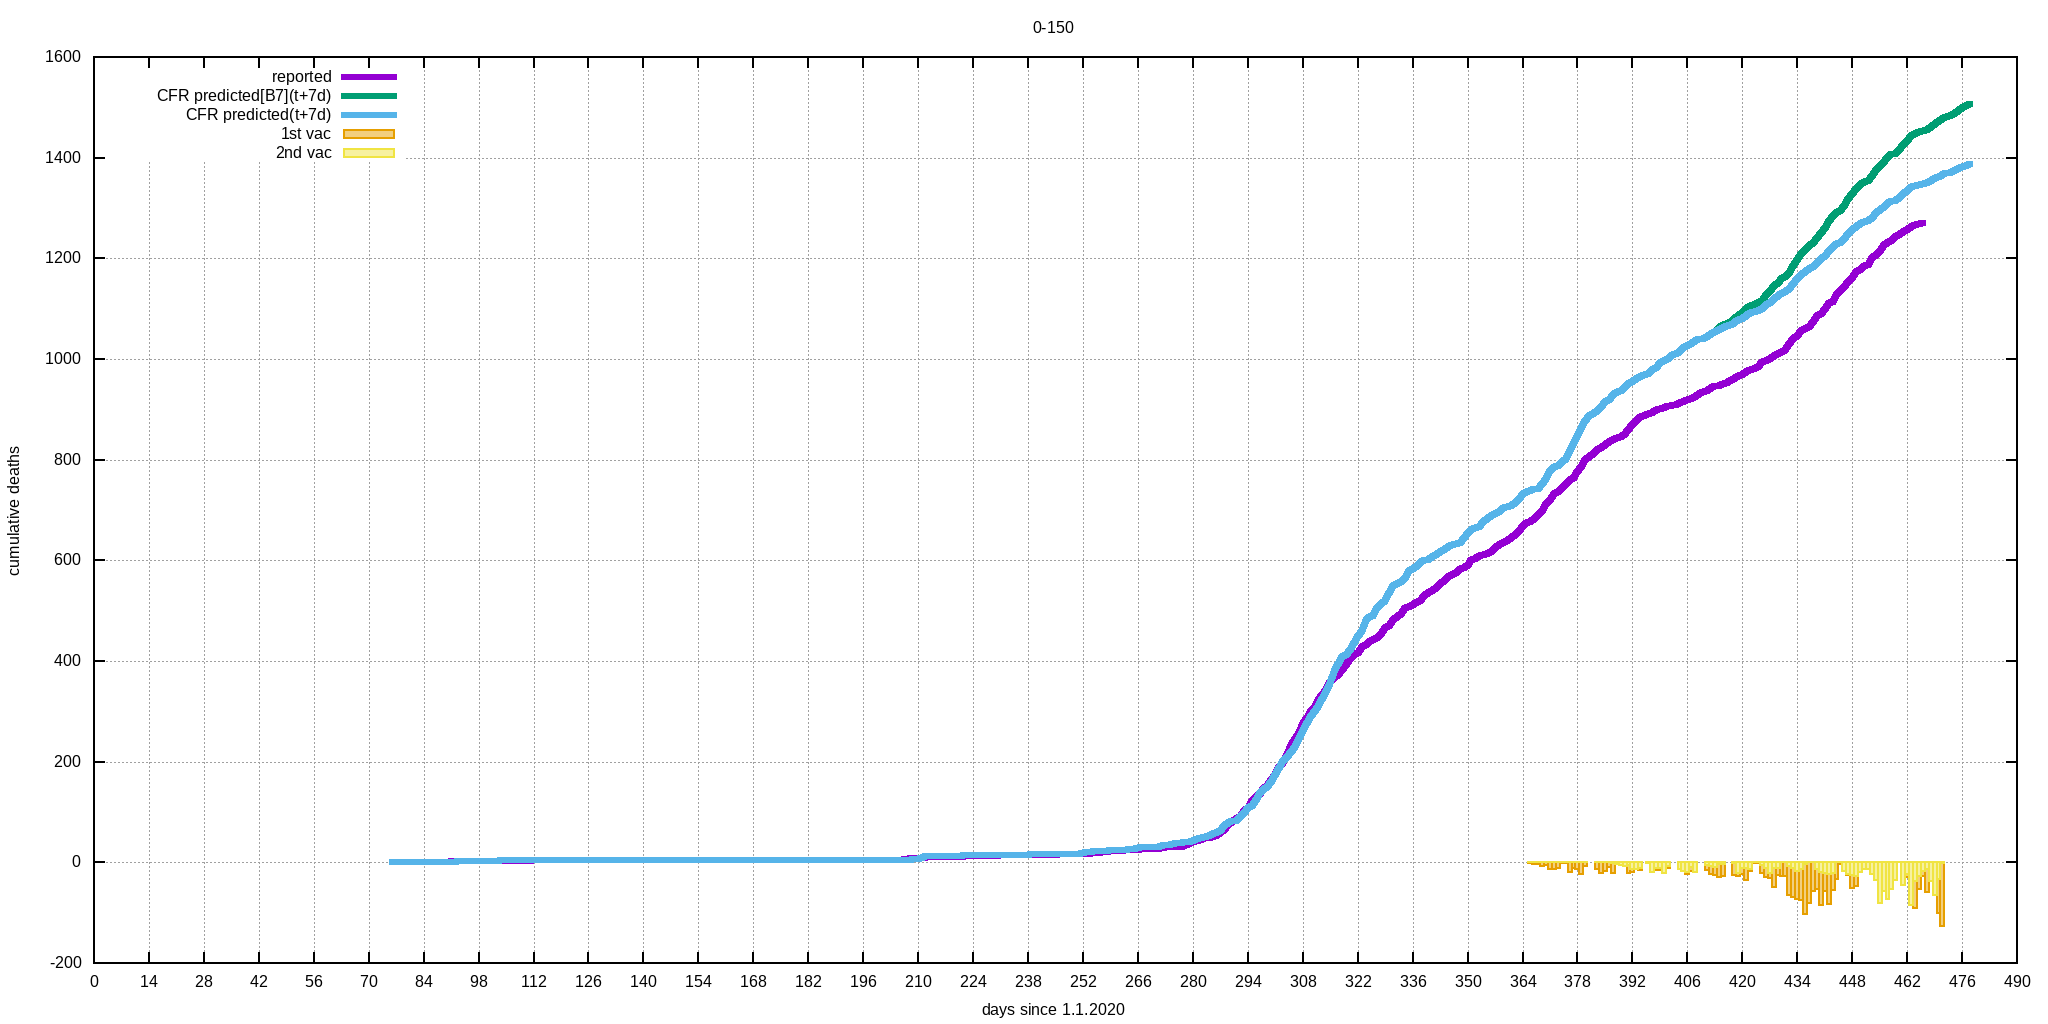 0-150
1600
1400
1200
1000
800
600
400
200
0
-200
cumulative deaths
reported
CFR predicted[B7](t+7d)
CFR predicted(t+7d)
1st vac
2nd vac
0 14 28 42 56 70 84 98 112 126 140 154 168 182 196 210 224 238 252 266 280 294 308 322 336 350 364 378 392 406 420 434 448 462 476 490
days since 1.1.2020